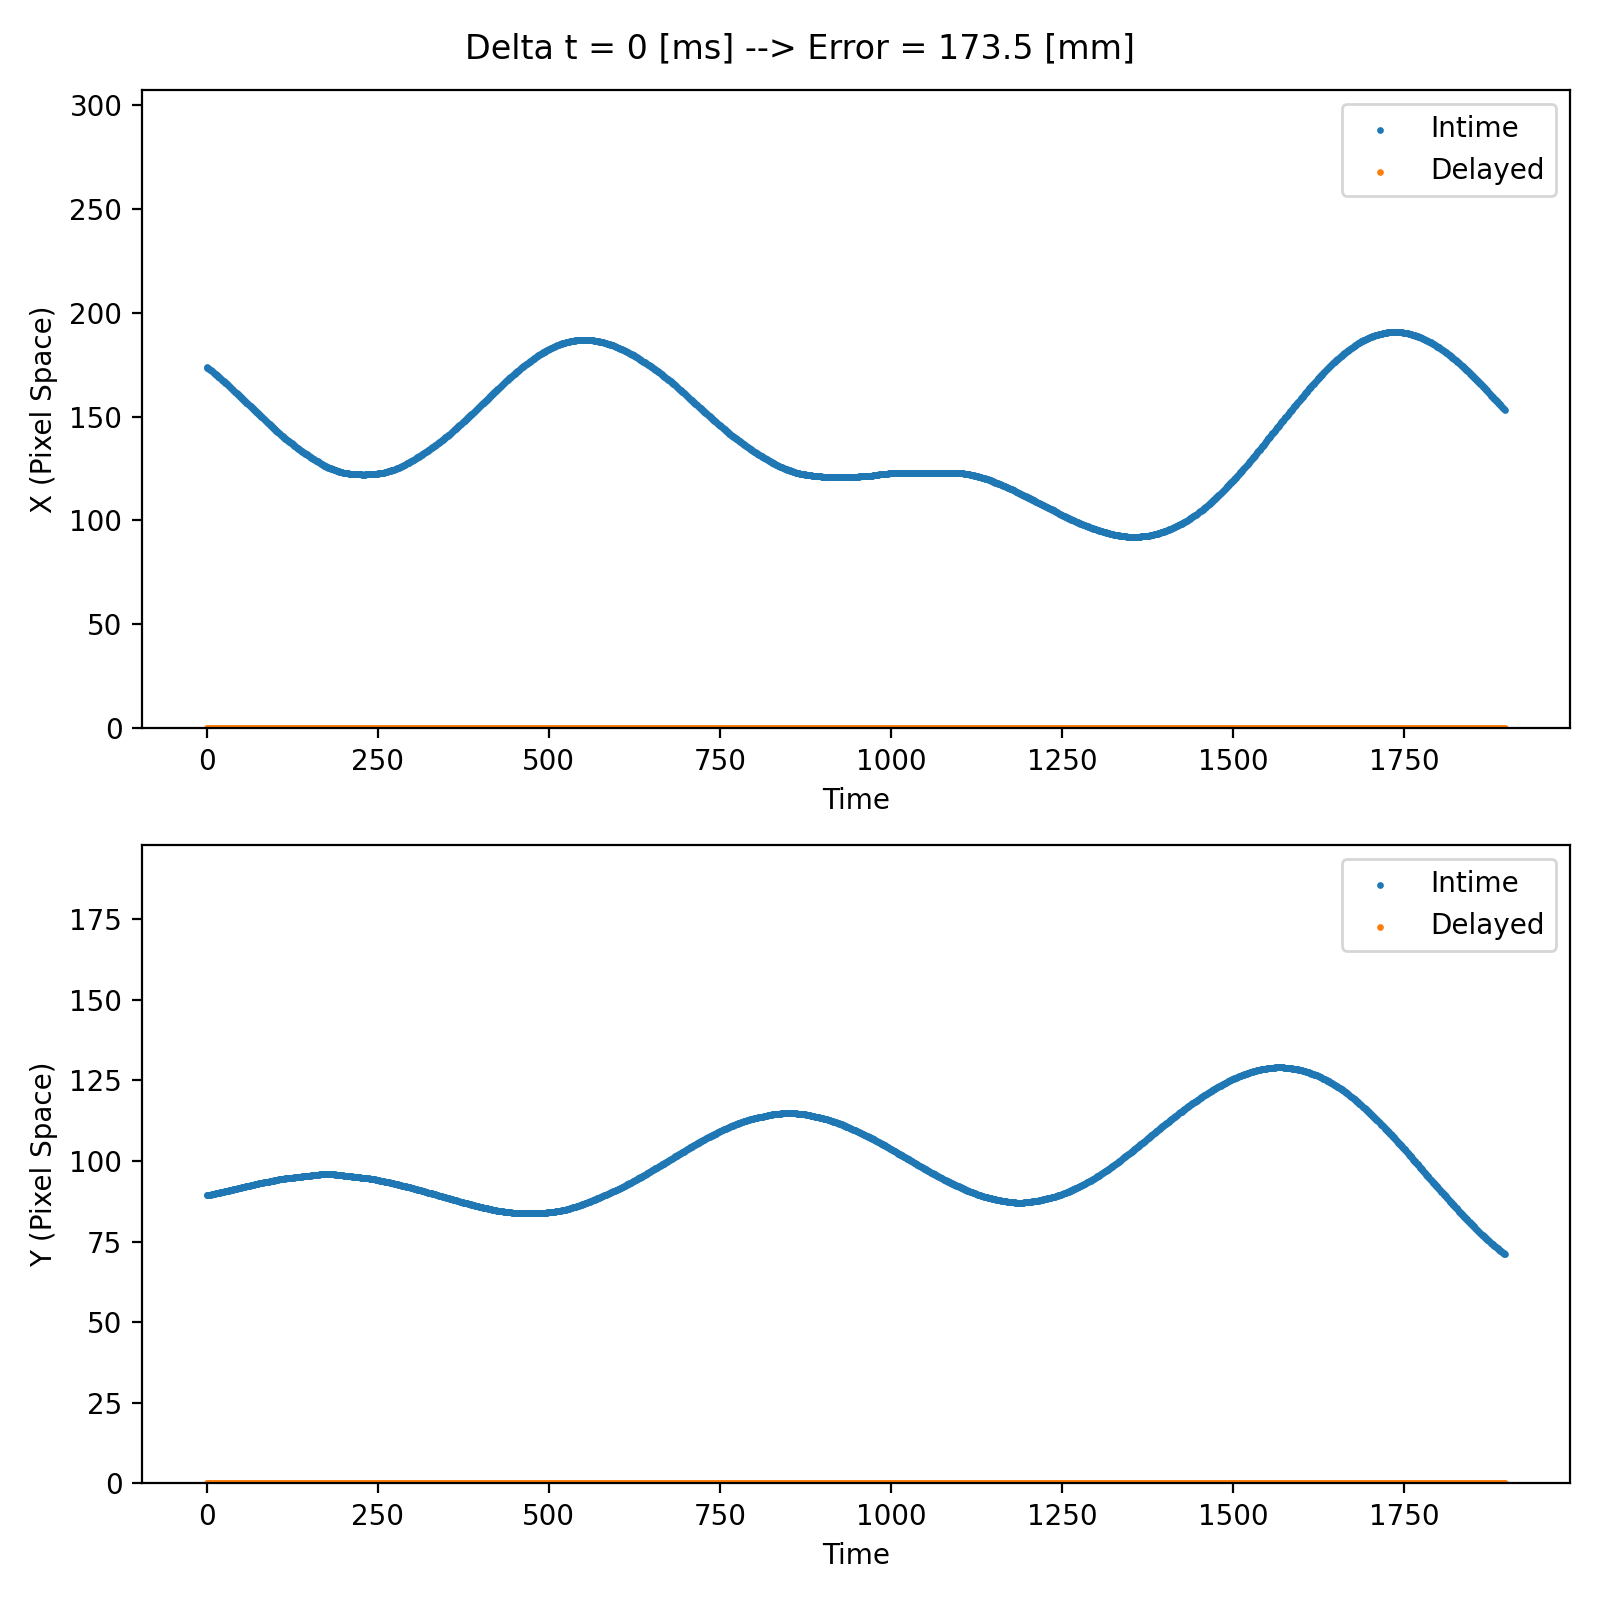 Delta t = 0 [ms] --> Error = 173.5 [mm]
300
250
200
150
100
50
0
X (Pixel Space)
Intime
Delayed
0 250 500 750 1000 1250 1500 1750
Time
175
150
125
100
75
50
25
0
Y (Pixel Space)
Intime
Delayed
0 250 500 750 1000 1250 1500 1750
Time